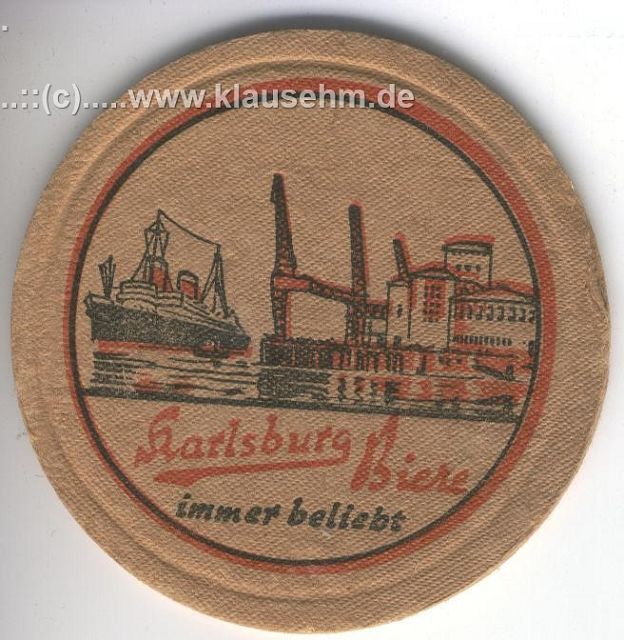 ..::(c).....www.klausehm.de
Karlsburg Biere
immer beliebt